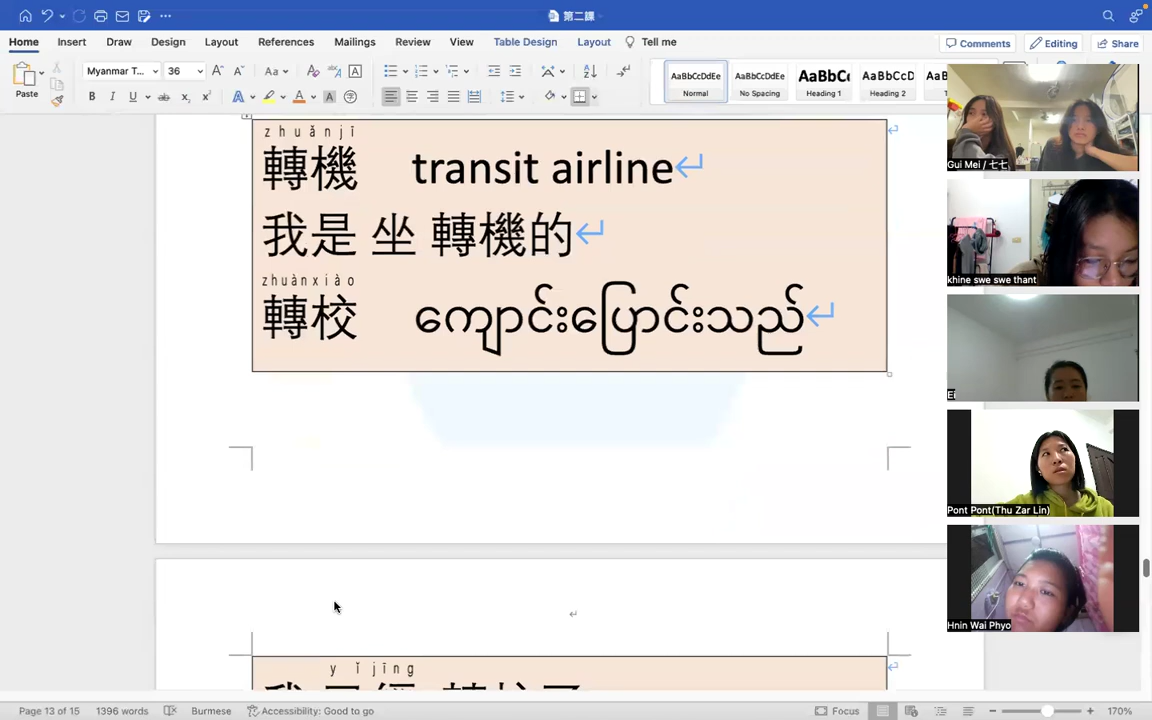 第二課
Home Insert Draw Design Layout References Mailings Review View Table Design Layout Tell me
Comments Editing Share
Paste
Myanmar T... 36
AaBbCcDdEe AaBbCcDdEe AaBbC AaBbCcD
Normal No Spacing Heading 1 Heading 2
zhuǎnjī
轉機 transit airline
我是 坐 轉機的
zhuànxiào
轉校 ကျောင်းပြောင်းသည်
yǐjīng
Gui Mei / 七七
khine swe swe thant
Ei
Pont Pont(Thu Zar Lin)
Hnin Wai Phyo
Page 13 of 15 1396 words Burmese Accessibility: Good to go Focus 170%